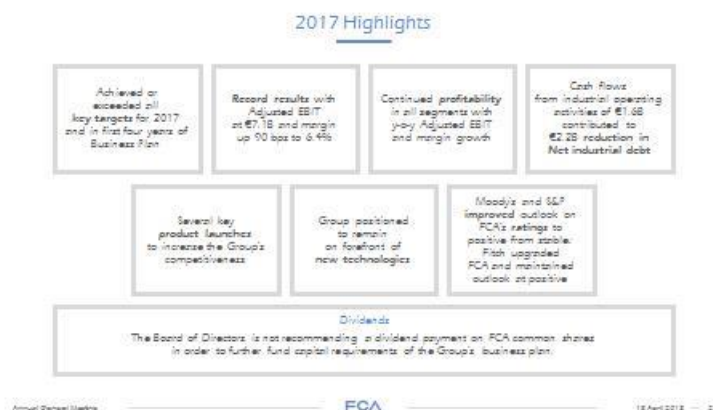 2017 Highlights
Achieved or
exceeded all
key targets for 2017
and in first four years of
Business Plan
Record results with
Adjusted EBIT
at €7.1B and margin
up 90 bps to 6.4%
Continued profitability
in all segments with
y-o-y Adjusted EBIT
and margin growth
Cash flows
from industrial operating
activities of €1.6B
contributed to
€2.2B reduction in
Net industrial debt
Several key
product launches
to increase the Group's
competitiveness
Group positioned
to remain
on forefront of
new technologies
Moody's and S&P
improved outlook on
FCA's ratings to
positive from stable.
Fitch upgraded
FCA and maintained
outlook at positive
Dividends
The Board of Directors is not recommending a dividend payment on FCA common shares
in order to further fund capital requirements of the Group's business plan.
Annual General Meeting
FCA